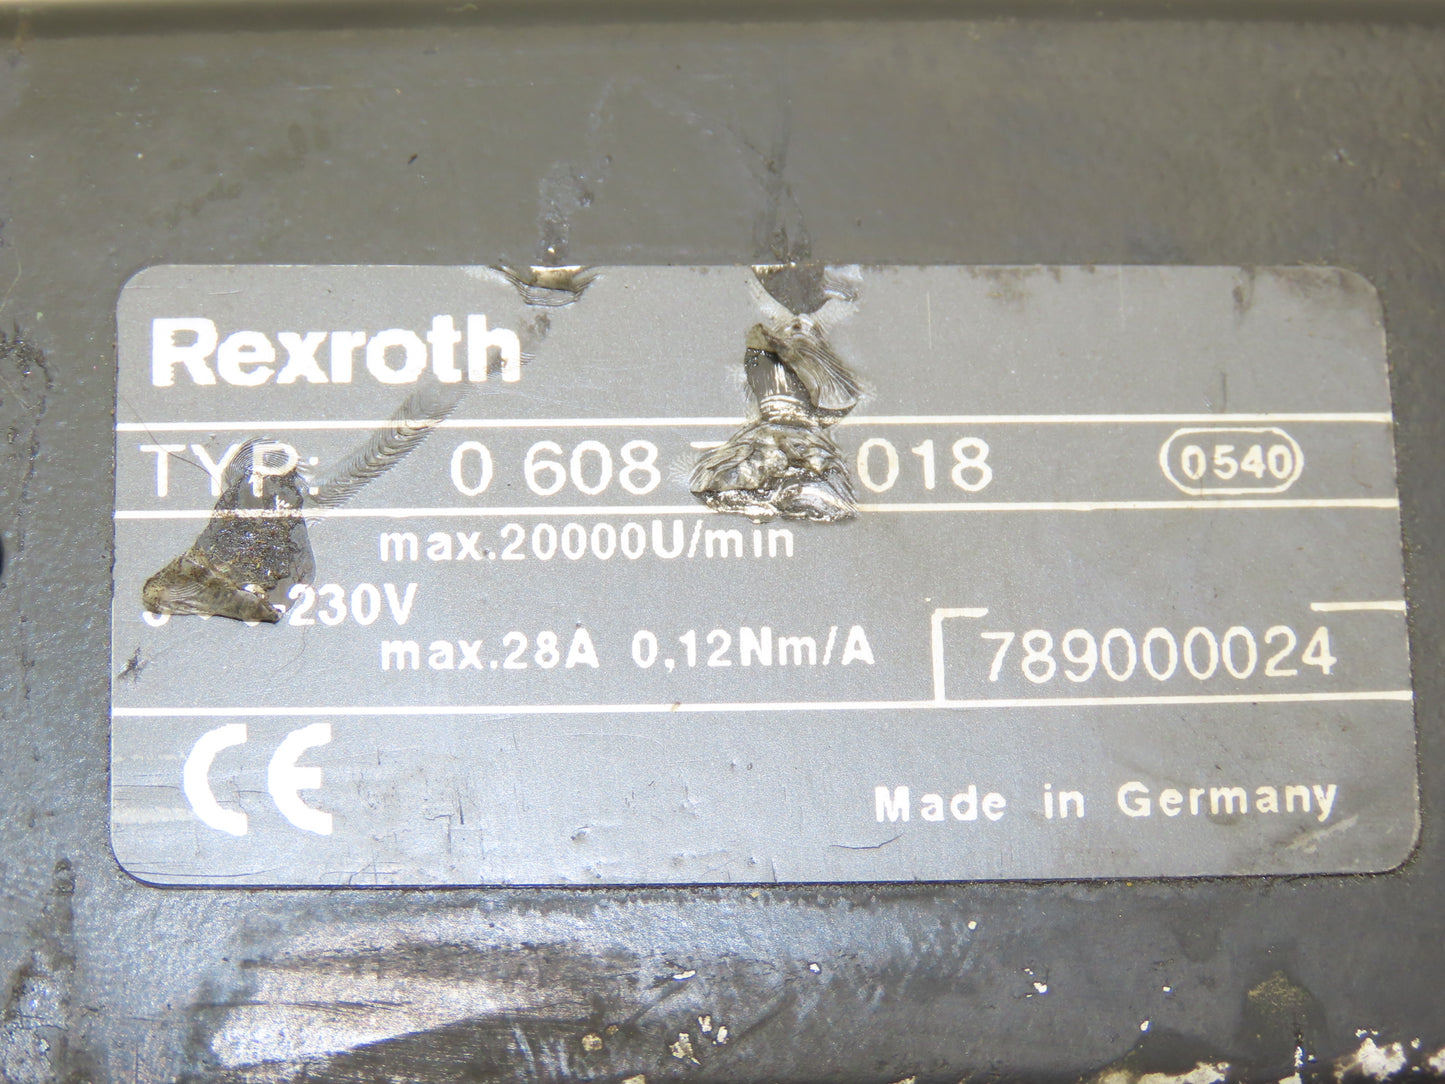 Rexroth
TYP: 0 608 018 0540
max.20000U/min
-230V
max.28A 0,12Nm/A
789000024
CE
Made in Germany